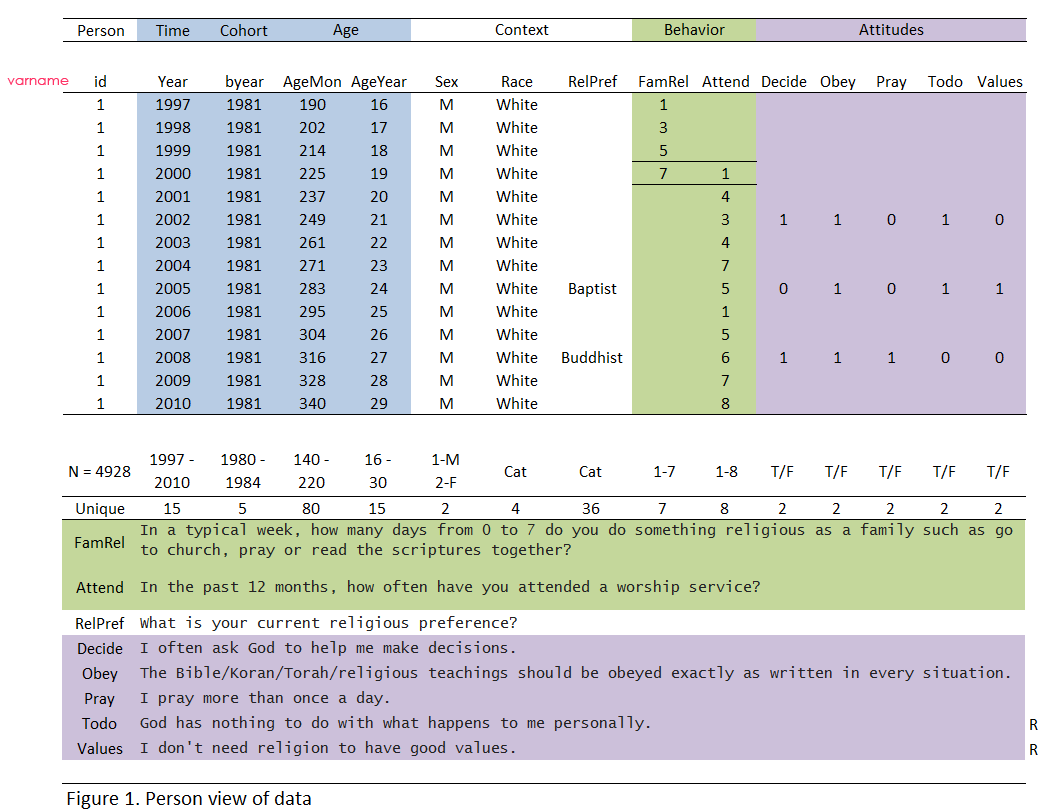 Person Time Cohort Age Context Behavior Attitudes
varname id Year byear AgeMon AgeYear Sex Race RelPref FamRel Attend Decide Obey Pray Todo Values
1 1997 1981 190 16 M White 1
1 1998 1981 202 17 M White 3
1 1999 1981 214 18 M White 5
1 2000 1981 225 19 M White 7 1
1 2001 1981 237 20 M White 4
1 2002 1981 249 21 M White 3 1 1 0 1 0
1 2003 1981 261 22 M White 4
1 2004 1981 271 23 M White 7
1 2005 1981 283 24 M White Baptist 5 0 1 0 1 1
1 2006 1981 295 25 M White 1
1 2007 1981 304 26 M White 5
1 2008 1981 316 27 M White Buddhist 6 1 1 1 0 0
1 2009 1981 328 28 M White 7
1 2010 1981 340 29 M White 8
N = 4928 1997 - 2010 1980 - 1984 140 - 220 16 - 30 1-M 2-F Cat Cat 1-7 1-8 T/F T/F T/F T/F T/F
Unique 15 5 80 15 2 4 36 7 8 2 2 2 2 2
FamRel In a typical week, how many days from 0 to 7 do you do something religious as a family such as go
to church, pray or read the scriptures together?
Attend In the past 12 months, how often have you attended a worship service?
RelPref What is your current religious preference?
Decide I often ask God to help me make decisions.
Obey The Bible/Koran/Torah/religious teachings should be obeyed exactly as written in every situation.
Pray I pray more than once a day.
Todo God has nothing to do with what happens to me personally. R
Values I don't need religion to have good values. R
Figure 1. Person view of data